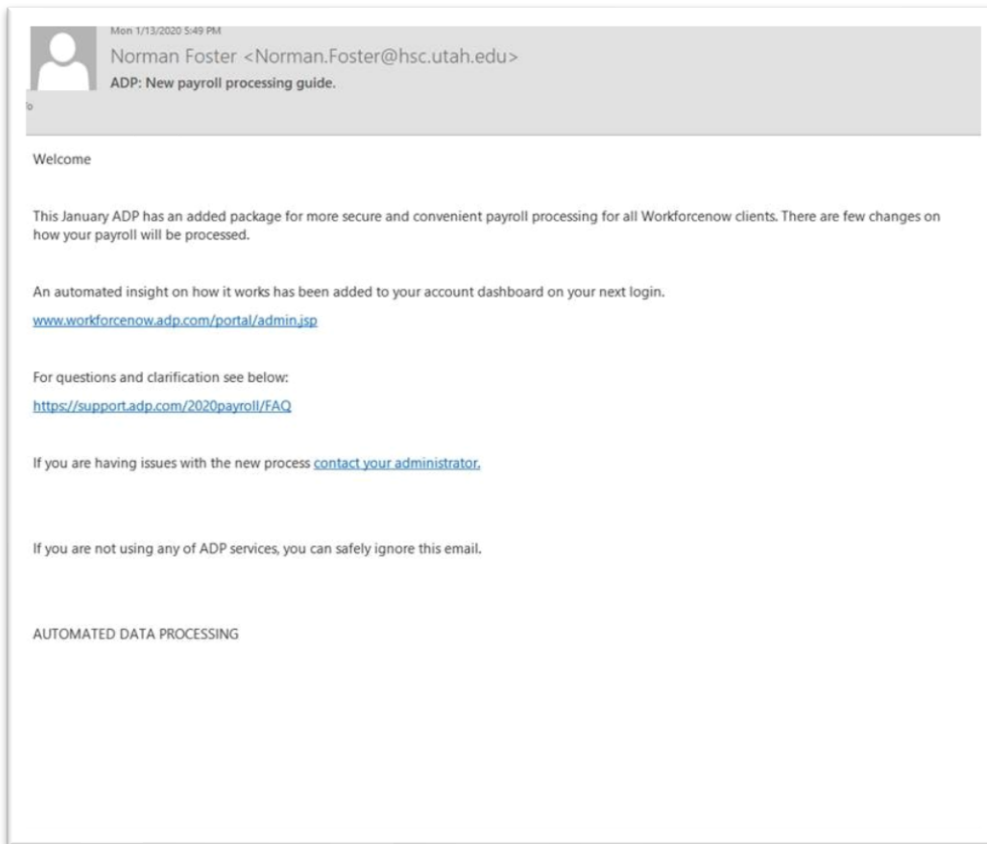 Mon 1/13/2020 5:49 PM
Norman Foster <Norman.Foster@hsc.utah.edu>
ADP: New payroll processing guide.
Welcome
This January ADP has an added package for more secure and convenient payroll processing for all Workforcenow clients. There are few changes on
how your payroll will be processed.
An automated insight on how it works has been added to your account dashboard on your next login.
www.workforcenow.adp.com/portal/admin.jsp
For questions and clarification see below:
https://support.adp.com/2020payroll/FAQ
If you are having issues with the new process contact your administrator.
If you are not using any of ADP services, you can safely ignore this email.
AUTOMATED DATA PROCESSING